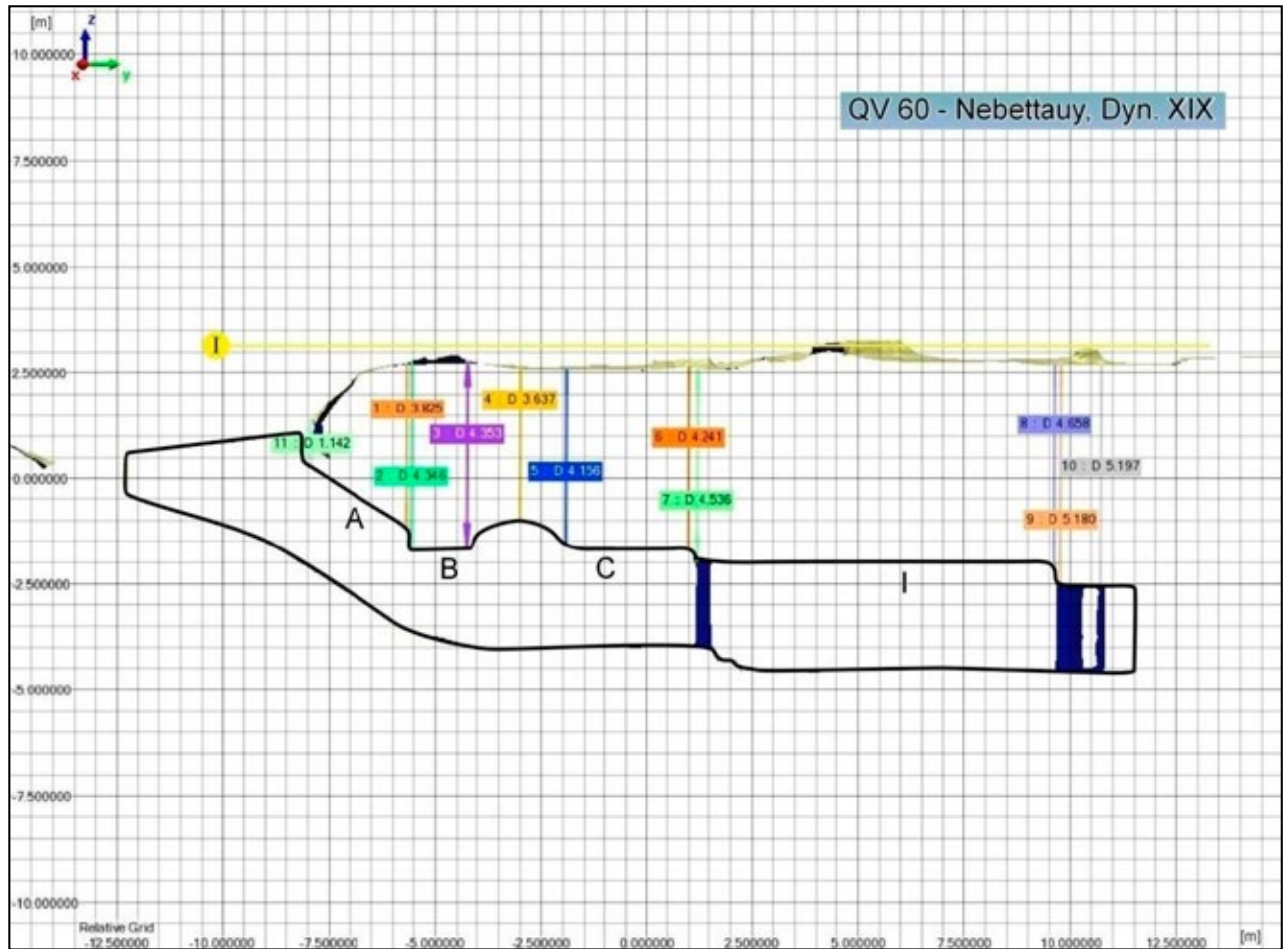 [m]
z
x y
10.000000
QV 60 - Nebettauy, Dyn. XIX
7.500000
5.000000
I
2.500000
1 : D 3.825
4 : D 3.637
3 : D 4.353
11 : D 1.142
2 : D 4.346
5 : D 4.156
6 : D 4.241
7 : D 4.536
8 : D 4.658
10 : D 5.197
9 : D 5.180
0.000000
A
B
C
I
-2.500000
-5.000000
-7.500000
-10.000000
Relative Grid
-12.500000 -10.000000 -7.500000 -5.000000 -2.500000 0.000000 2.500000 5.000000 7.500000 10.000000 12.500000 [m]